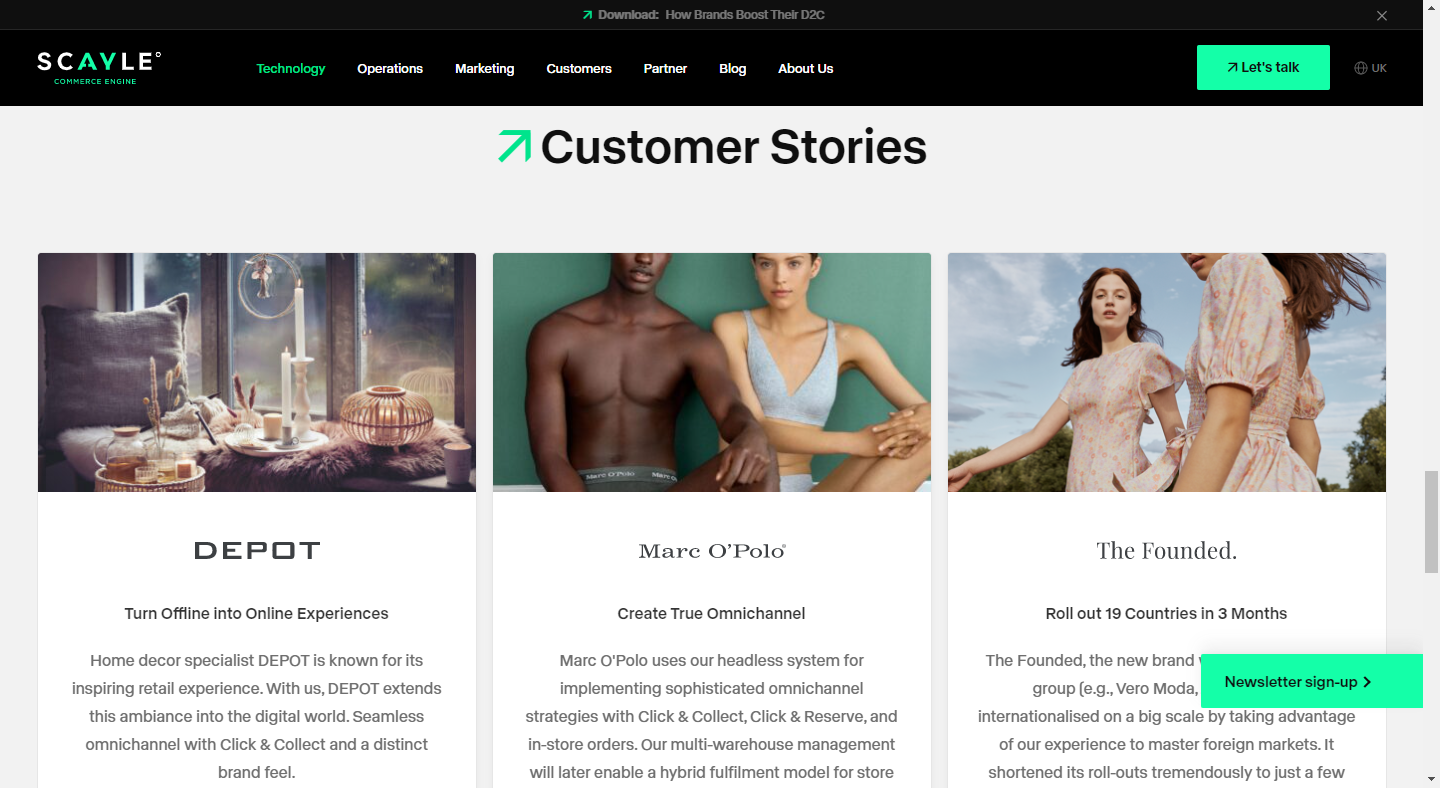 Download: How Brands Boost Their D2C
SCAYLE
COMMERCE ENGINE
Technology
Operations
Marketing
Customers
Partner
Blog
About Us
Let's talk
UK
Customer Stories
Marc O'Polo
DEPOT
Turn Offline into Online Experiences
Home decor specialist DEPOT is known for its
inspiring retail experience. With us, DEPOT extends
this ambiance into the digital world. Seamless
omnichannel with Click & Collect and a distinct
brand feel.
Marc O'Polo
Create True Omnichannel
Marc O'Polo uses our headless system for
implementing sophisticated omnichannel
strategies with Click & Collect, Click & Reserve, and
in-store orders. Our multi-warehouse management
will later enable a hybrid fulfilment model for store
The Founded.
Roll out 19 Countries in 3 Months
The Founded, the new brand
group (e.g., Vero Moda,
internationalised on a big scale by taking advantage
of our experience to master foreign markets. It
shortened its roll-outs tremendously to just a few
Newsletter sign-up